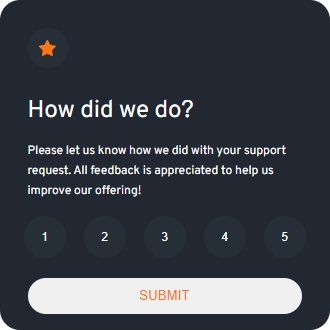 How did we do?
Please let us know how we did with your support
request. All feedback is appreciated to help us
improve our offering!
1 2 3 4 5
SUBMIT